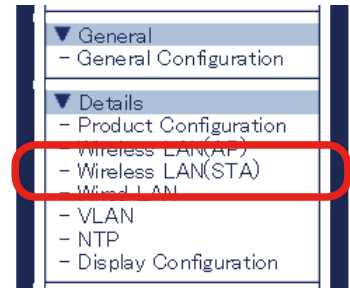 ▼ General
- General Configuration
▼ Details
- Product Configuration
- Wireless LAN(AP)
- Wireless LAN(STA)
- Wired LAN
- VLAN
- NTP
- Display Configuration